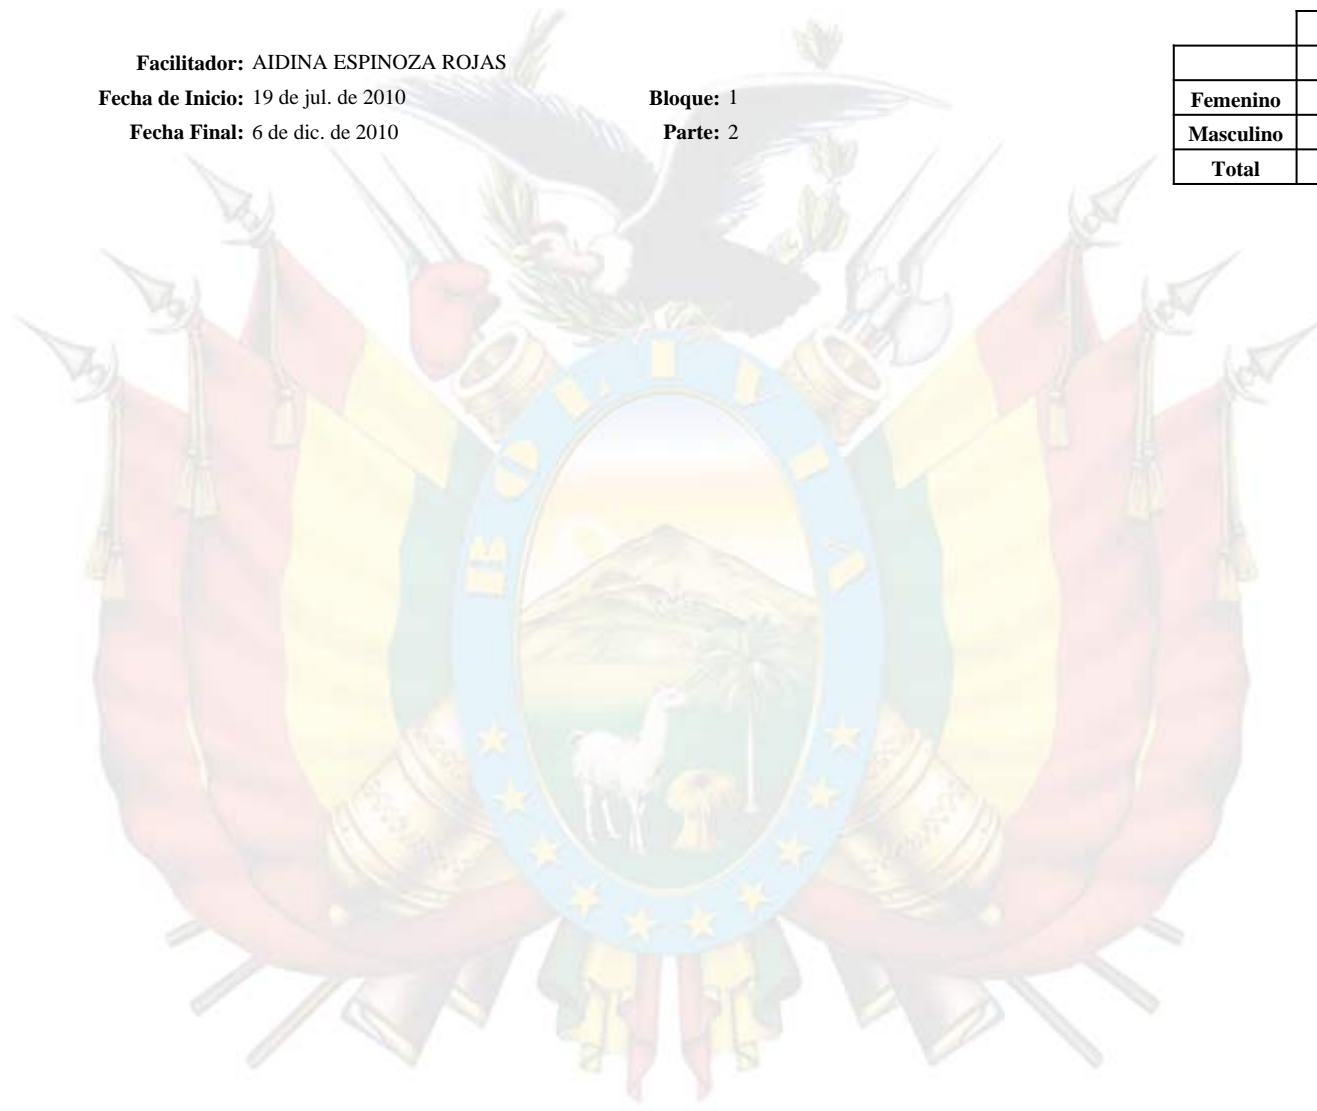 Facilitador: AIDINA ESPINOZA ROJAS
Fecha de Inicio: 19 de jul. de 2010 Bloque: 1
Fecha Final: 6 de dic. de 2010 Parte: 2
Femenino
Masculino
Total
BOLIVIA